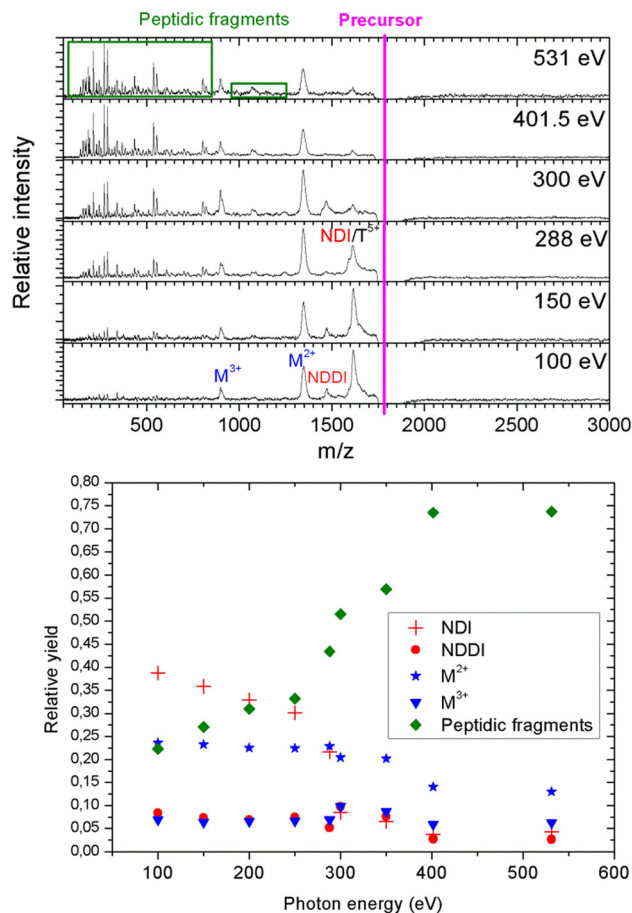 Peptidic fragments Precursor
531 eV
401.5 eV
300 eV
NDI/T5+
288 eV
150 eV
M3+ M2+ NDDI
100 eV
Relative intensity
500 1000 1500 2000 2500 3000
m/z
0,80
0,75
0,70
0,65
0,60
0,55
0,50
0,45
0,40
0,35
0,30
0,25
0,20
0,15
0,10
0,05
0,00
Relative yield
NDI
NDDI
M2+
M3+
Peptidic fragments
100 200 300 400 500 600
Photon energy (eV)